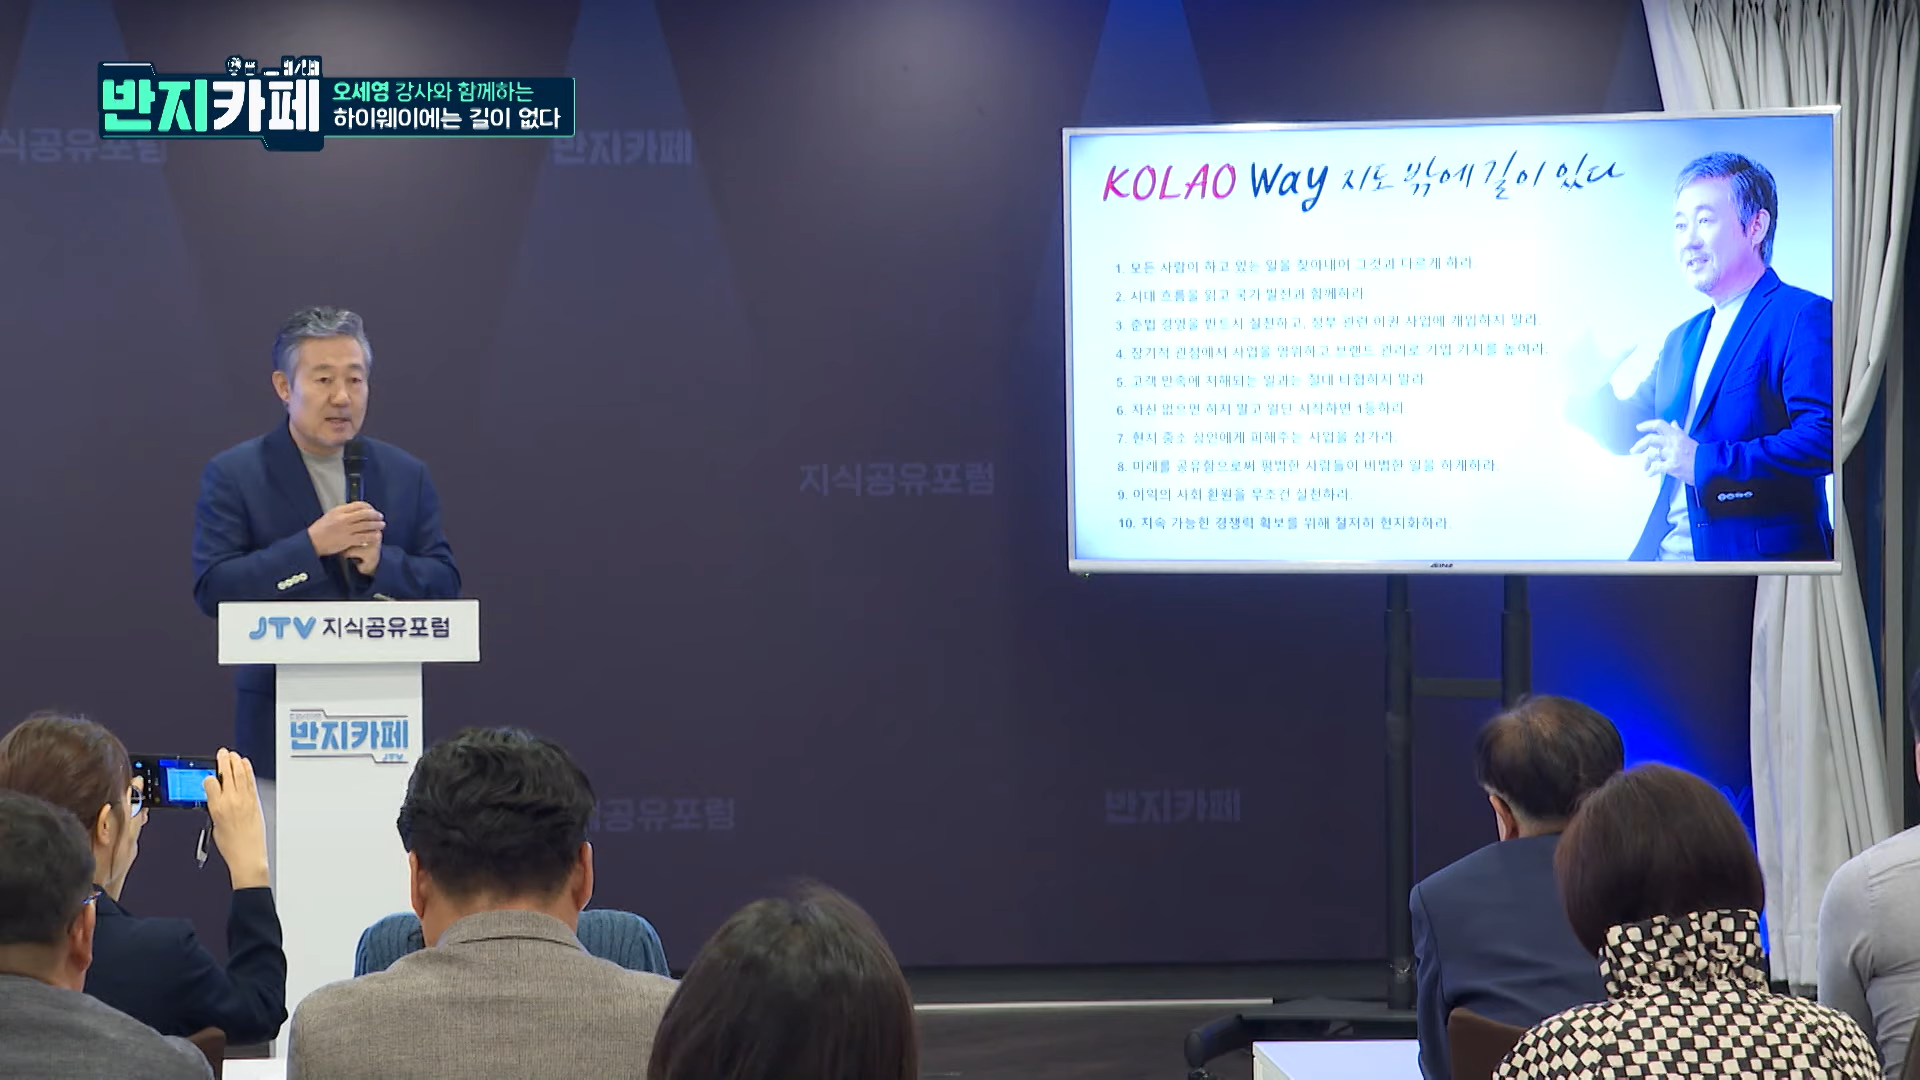 반지카페
오세영 강사와 함께하는
하이웨이에는 길이 없다
식공유포럼
반지카페
KOLAO Way 지도 밖에 길이 있다
1. 모든 사람이 하고 있는 일을 찾아내어 그것과 다르게 하라
2. 시대 흐름을 읽고 국가 발전과 함께하라
3. 준법 경영을 반드시 실천하고, 정부 관련 이권 사업에 개입하지 말라.
4. 장기적 관점에서 사업을 영위하고 브랜드 관리로 기업 가치를 높여라.
5. 고객 만족에 저해되는 일과는 절대 타협하지 말라
6. 자신 없으면 하지 말고 일단 시작하면 1등하라
7. 현지 중소 상인에게 피해주는 사업을 삼가라.
8. 미래를 공유함으로써 평범한 사람들이 비범한 일을 하게하라.
9. 이익의 사회 환원을 무조건 실천하라.
10. 지속 가능한 경쟁력 확보를 위해 철저히 현지화하라.
지식공유포럼
JTV 지식공유포럼
반지카페
JTV
식공유포럼
반지카페